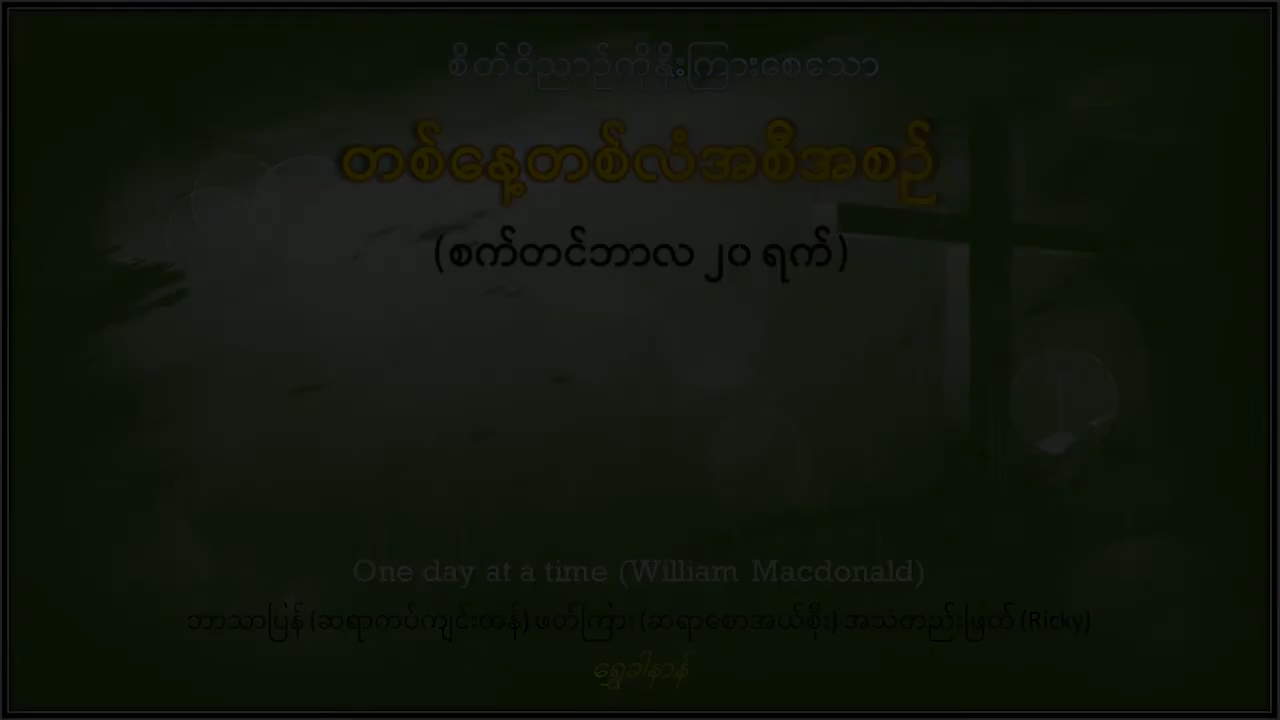 စိတ်ဝိညာဉ်ကိုနိုးကြားစေသော
တစ်နေ့တစ်လံအစီအစဉ်
(စက်တင်ဘာလ ၂၀ ရက်)
One day at a time (William Macdonald)
ဘာသာပြန် (ဆရာကပ်ကျင်းထန်) ဖတ်ကြား (ဆရာစောအယ်စိုး) အသံတည်းဖြတ် (Ricky)
ရွှေခါနာန်